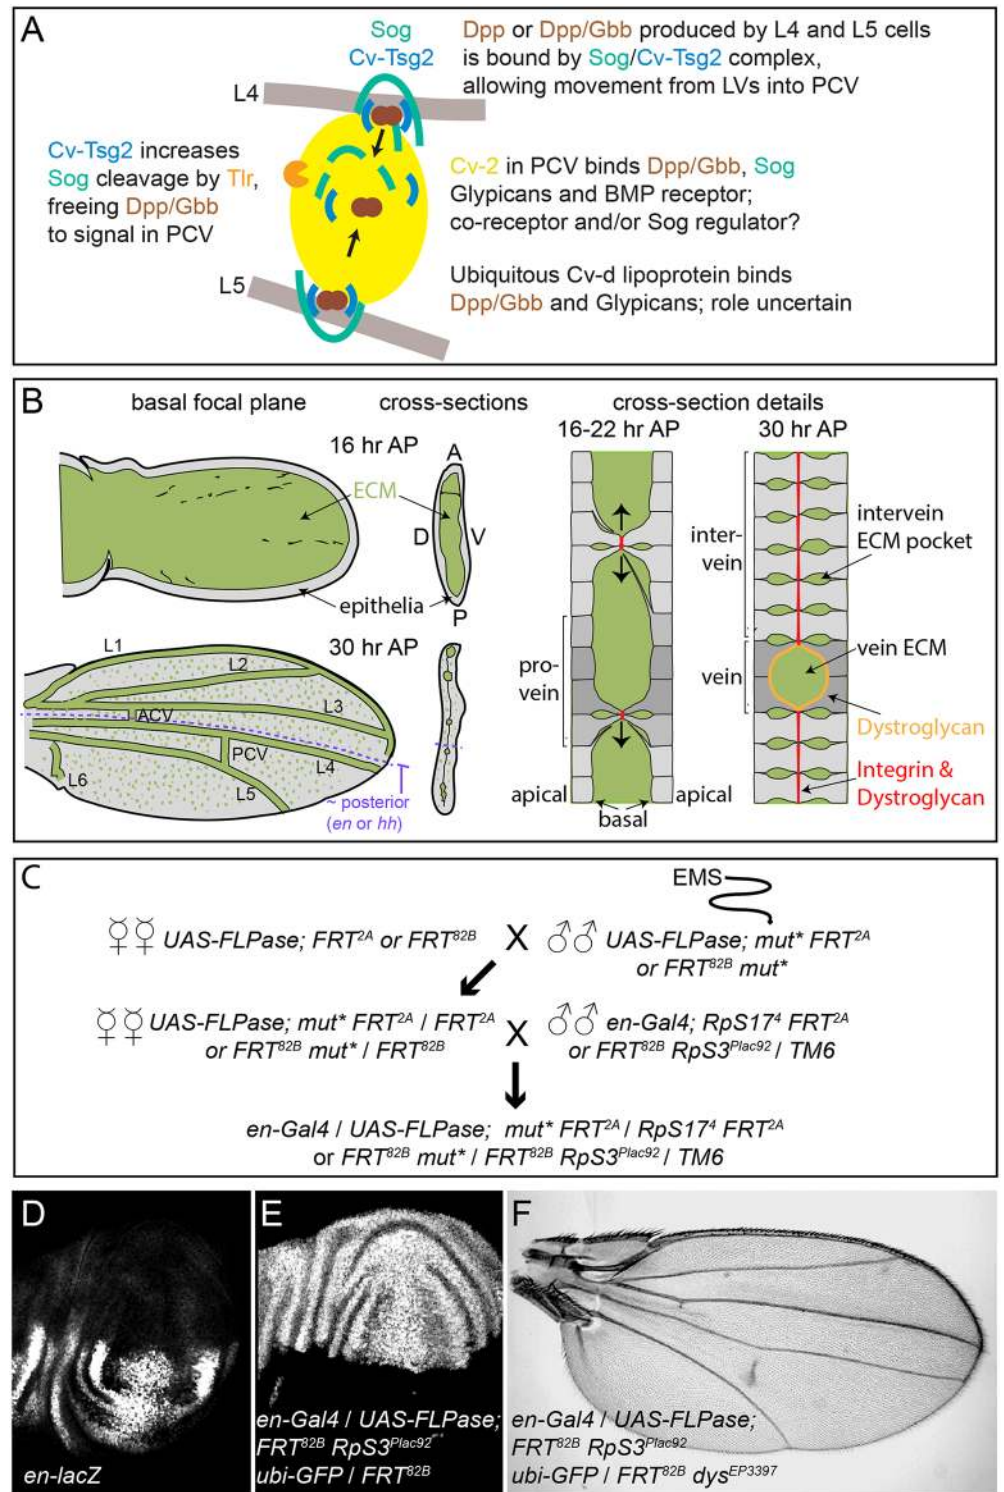 A
Sog
Cv-Tsg2
L4
Dpp or Dpp/Gbb produced by L4 and L5 cells
is bound by Sog/Cv-Tsg2 complex,
allowing movement from LVs into PCV
Cv-Tsg2 increases
Sog cleavage by Tlr,
freeing Dpp/Gbb
to signal in PCV
Cv-2 in PCV binds Dpp/Gbb, Sog
Glypicans and BMP receptor;
co-receptor and/or Sog regulator?
L5
Ubiquitous Cv-d lipoprotein binds
Dpp/Gbb and Glypicans; role uncertain
B
basal focal plane
cross-sections
cross-section details
16 hr AP
16-22 hr AP
30 hr AP
A
ECM
D
V
epithelia
P
inter-
vein
intervein
ECM pocket
L1
30 hr AP
L2
L3
ACV
PCV
L4
L5
L6
~ posterior
(en or hh)
pro-
vein
vein
vein ECM
Dystroglycan
Integrin &
Dystroglycan
apical
apical
basal
C
EMS
☿☿ UAS-FLPase; FRT2A or FRT82B
X
♂♂ UAS-FLPase; mut* FRT2A
or FRT82B mut*
☿☿ UAS-FLPase; mut* FRT2A / FRT2A
or FRT82B mut* / FRT82B
X
♂♂ en-Gal4; RpS174 FRT2A
or FRT82B RpS3Plac92 / TM6
en-Gal4 / UAS-FLPase; mut* FRT2A / RpS174 FRT2A
or FRT82B mut* / FRT82B RpS3Plac92 / TM6
D
en-lacZ
E
en-Gal4 / UAS-FLPase;
FRT82B RpS3Plac92
ubi-GFP / FRT82B
F
en-Gal4 / UAS-FLPase;
FRT82B RpS3Plac92
ubi-GFP / FRT82B dysEP3397